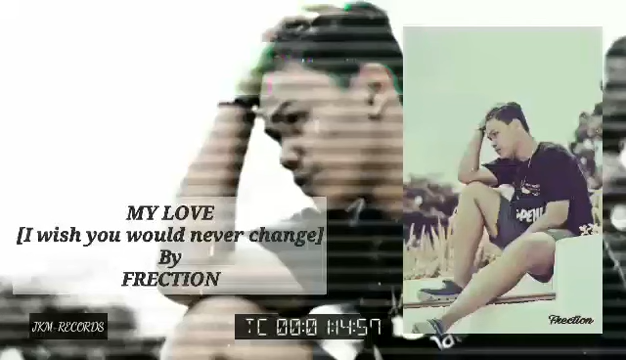 MY LOVE
[I wish you would never change]
By
FRECTION
JKM-RECORDS
TC 00:01:14:57
Frection